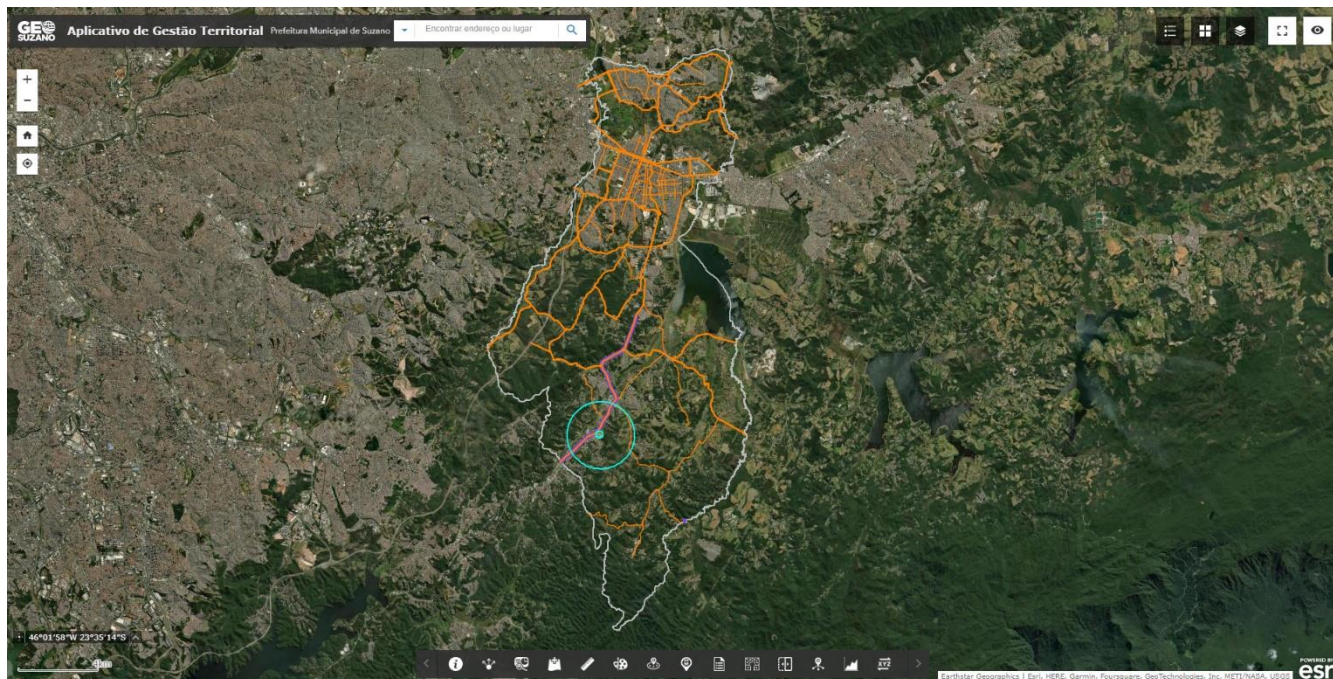 GEO SUZANO
Aplicativo de Gestão Territorial Prefeitura Municipal de Suzano
Encontrar endereço ou lugar
+
−
46°01'58"W 23°35'14"S
4km
XYZ
Earthstar Geographics | Esri, HERE, Garmin, Foursquare, GeoTechnologies, Inc, METI/NASA, USGS
POWERED BY
esri